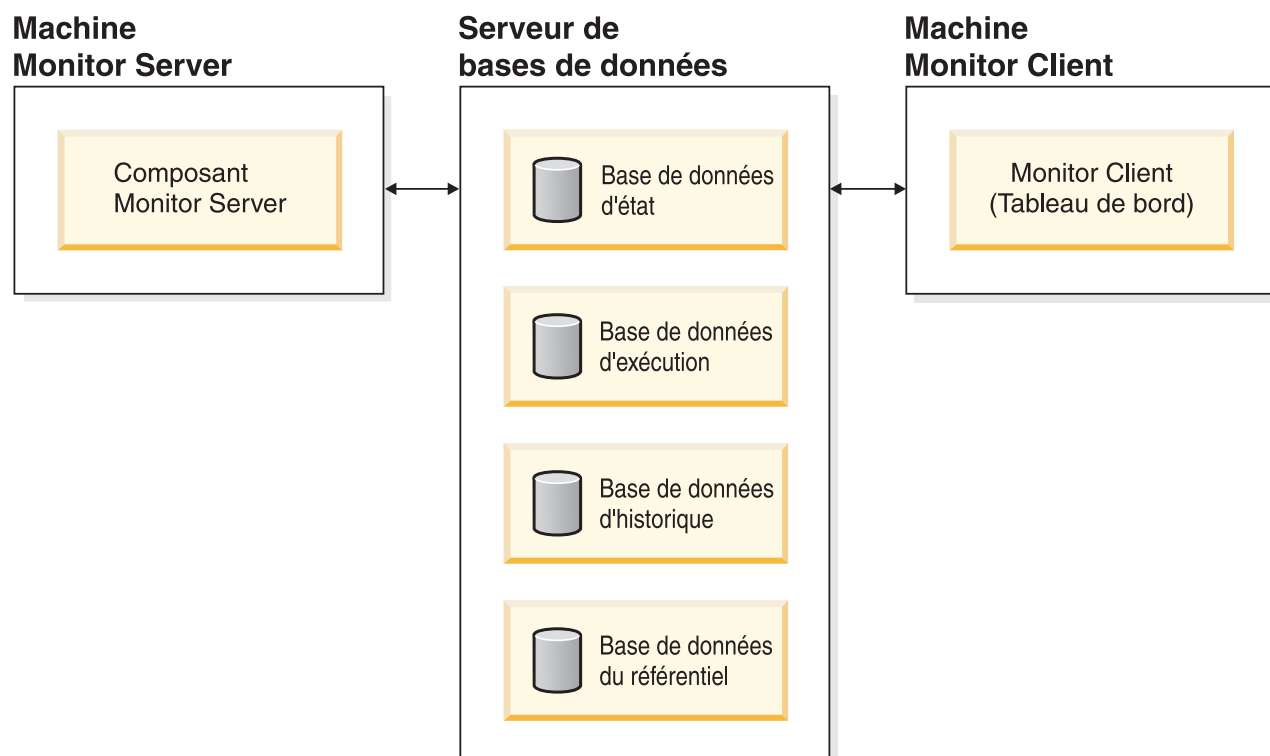 Machine
Monitor Server
Serveur de
bases de données
Machine
Monitor Client
Composant
Monitor Server
Base de données
d'état
Base de données
d'exécution
Base de données
d'historique
Base de données
du référentiel
Monitor Client
(Tableau de bord)